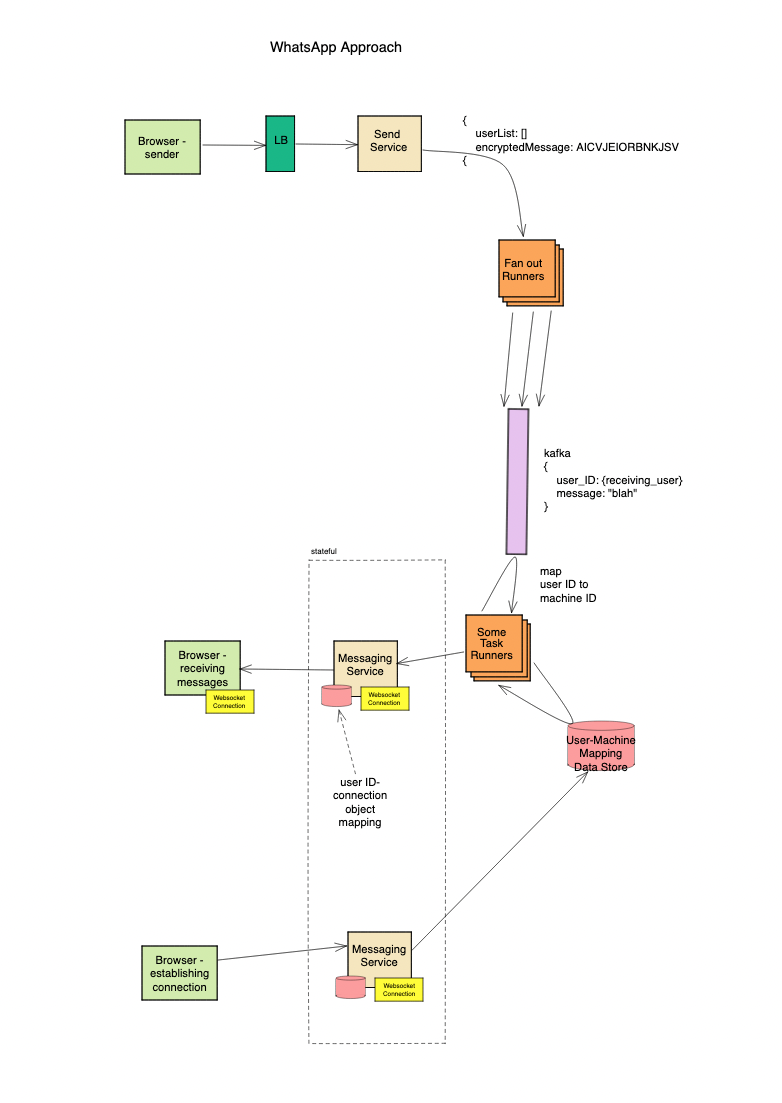 WhatsApp Approach
Browser -
sender
LB
Send
Service
{
userList: []
encryptedMessage: AICVJEIORBNKJSV
{
Fan out
Runners
kafka
{
user_ID: {receiving_user}
message: "blah"
}
stateful
map
user ID to
machine ID
Some
Task
Runners
Browser -
receiving
messages
Websocket
Connection
Messaging
Service
Websocket
Connection
User-Machine
Mapping
Data Store
user ID-
connection
object
mapping
Browser -
establishing
connection
Messaging
Service
Websocket
Connection